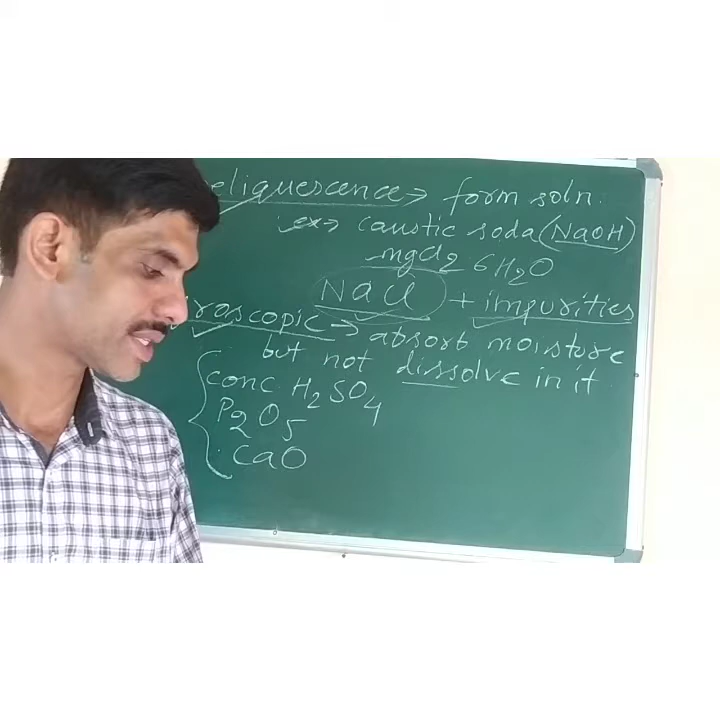 eliquescence → form soln.
ex→ caustic soda (NaOH)
mgcl2 6H2O
NaCl + impurities
roscopic → absorb moisture
but not dissolve in it
conc H2SO4
P2O5
CaO